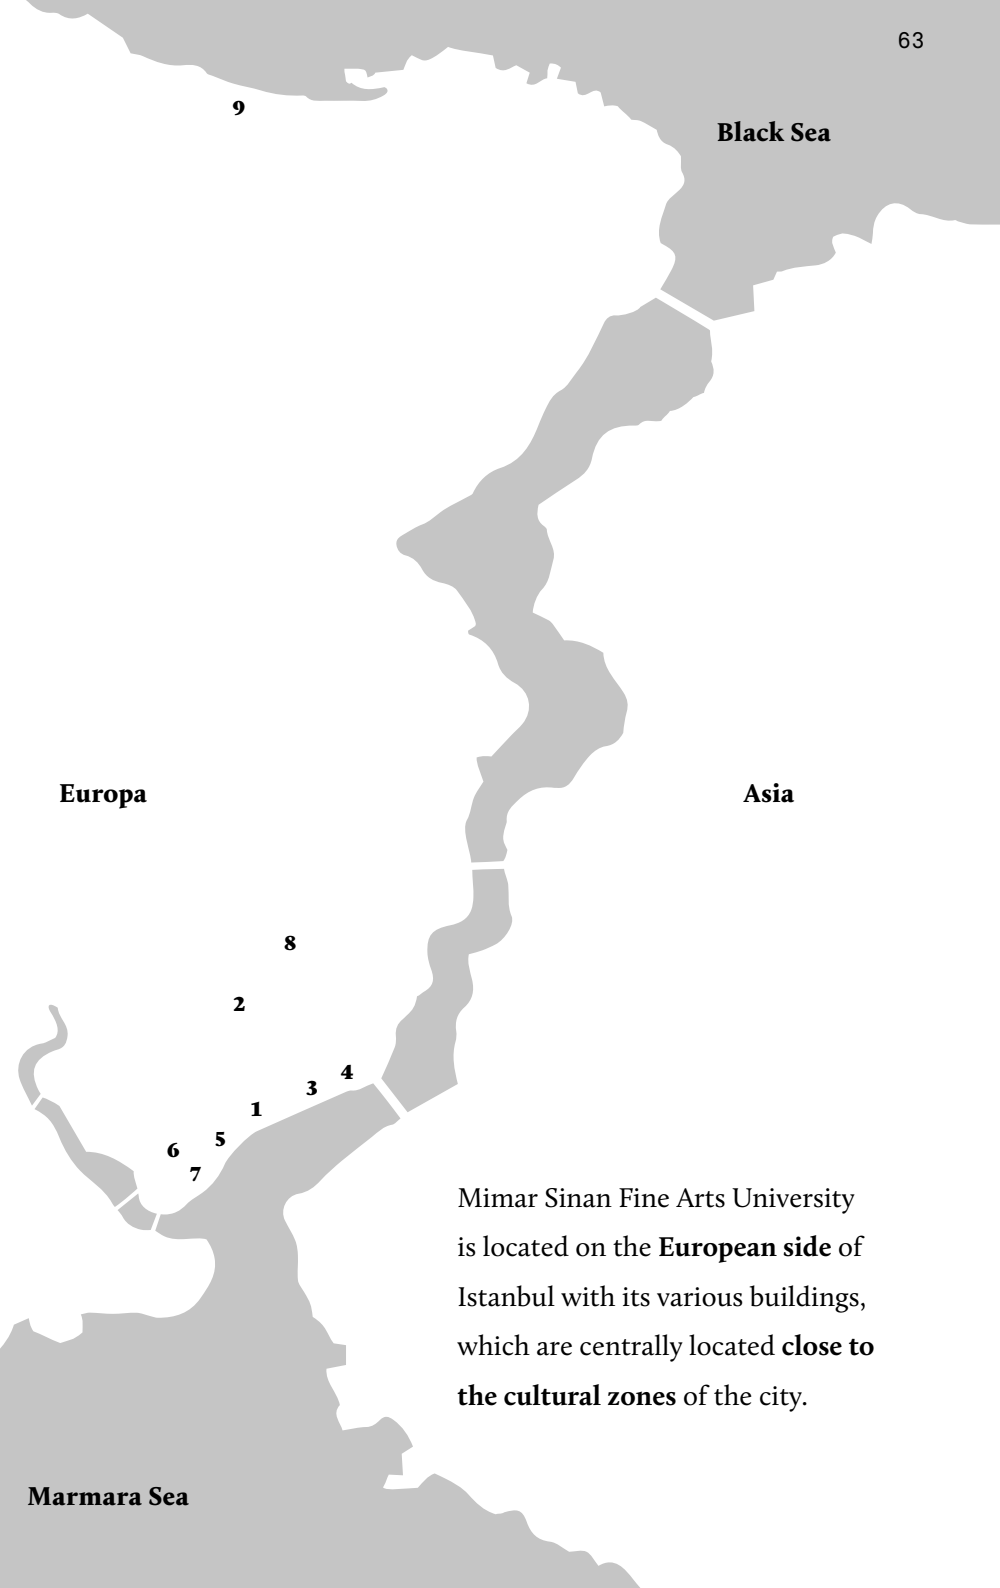 63
9
Black Sea
Europa
Asia
8
2
4
3
1
5
6
7
Mimar Sinan Fine Arts University
is located on the European side of
Istanbul with its various buildings,
which are centrally located close to
the cultural zones of the city.
Marmara Sea